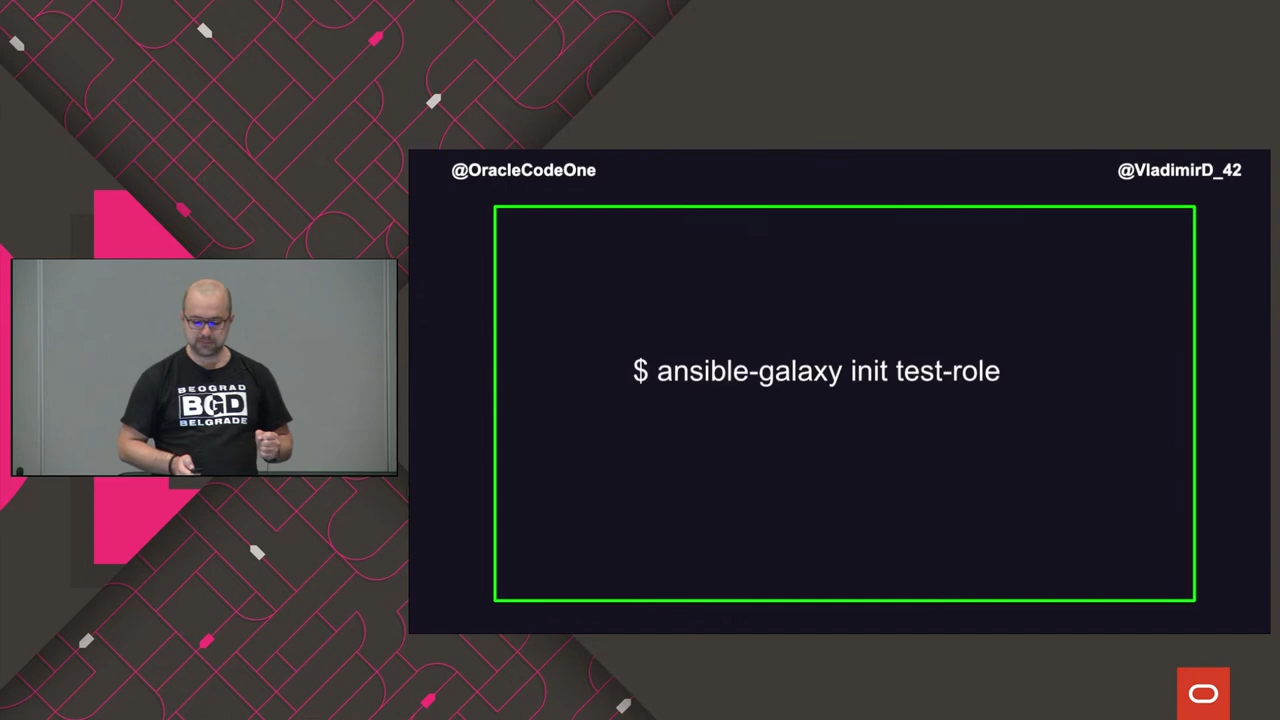 @OracleCodeOne
@VladimirD_42
$ ansible-galaxy init test-role
BEOGRAD
BGD
BELGRADE